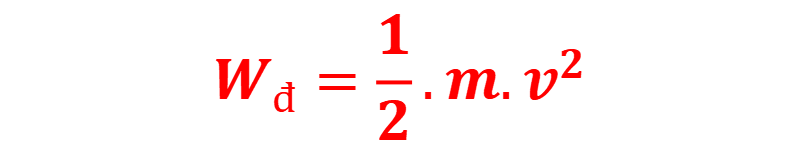 W_đ = 1/2 . m . v²